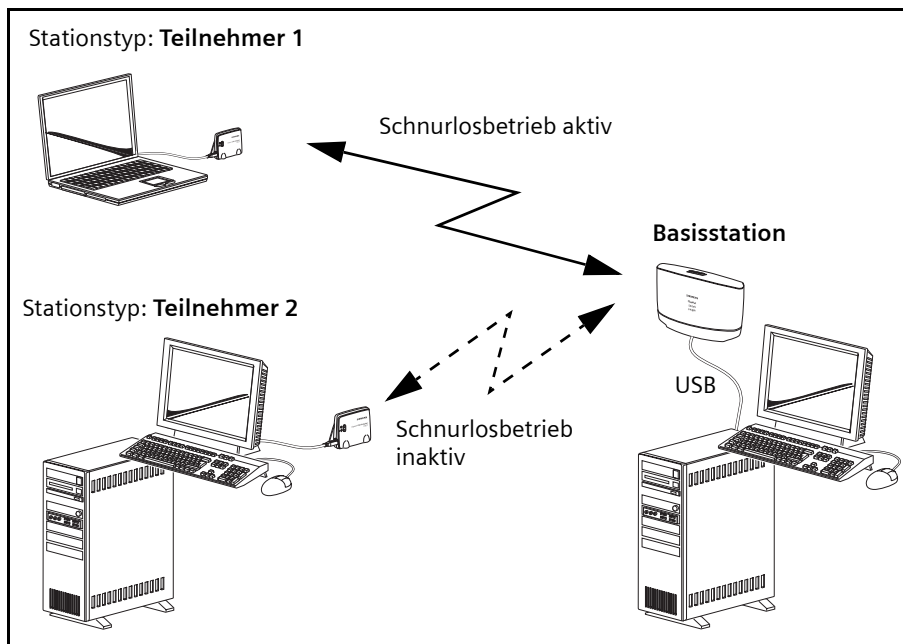 Stationstyp: Teilnehmer 1
Schnurlosbetrieb aktiv
Basisstation
Stationstyp: Teilnehmer 2
USB
Schnurlosbetrieb
inaktiv